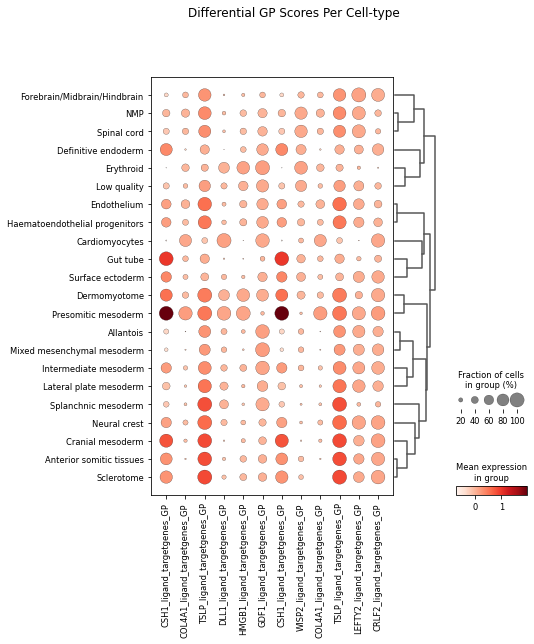 Differential GP Scores Per Cell-type
Forebrain/Midbrain/Hindbrain
NMP
Spinal cord
Definitive endoderm
Erythroid
Low quality
Endothelium
Haematoendothelial progenitors
Cardiomyocytes
Gut tube
Surface ectoderm
Dermomyotome
Presomitic mesoderm
Allantois
Mixed mesenchymal mesoderm
Intermediate mesoderm
Lateral plate mesoderm
Splanchnic mesoderm
Neural crest
Cranial mesoderm
Anterior somitic tissues
Sclerotome
CSH1_ligand_targetgenes_GP
COL4A1_ligand_targetgenes_GP
TSLP_ligand_targetgenes_GP
DLL1_ligand_targetgenes_GP
HMGB1_ligand_targetgenes_GP
GDF1_ligand_targetgenes_GP
CSH1_ligand_targetgenes_GP
WISP2_ligand_targetgenes_GP
COL4A1_ligand_targetgenes_GP
TSLP_ligand_targetgenes_GP
LEFTY2_ligand_targetgenes_GP
CRLF2_ligand_targetgenes_GP
Fraction of cells
in group (%)
20 40 60 80 100
Mean expression
in group
0 1